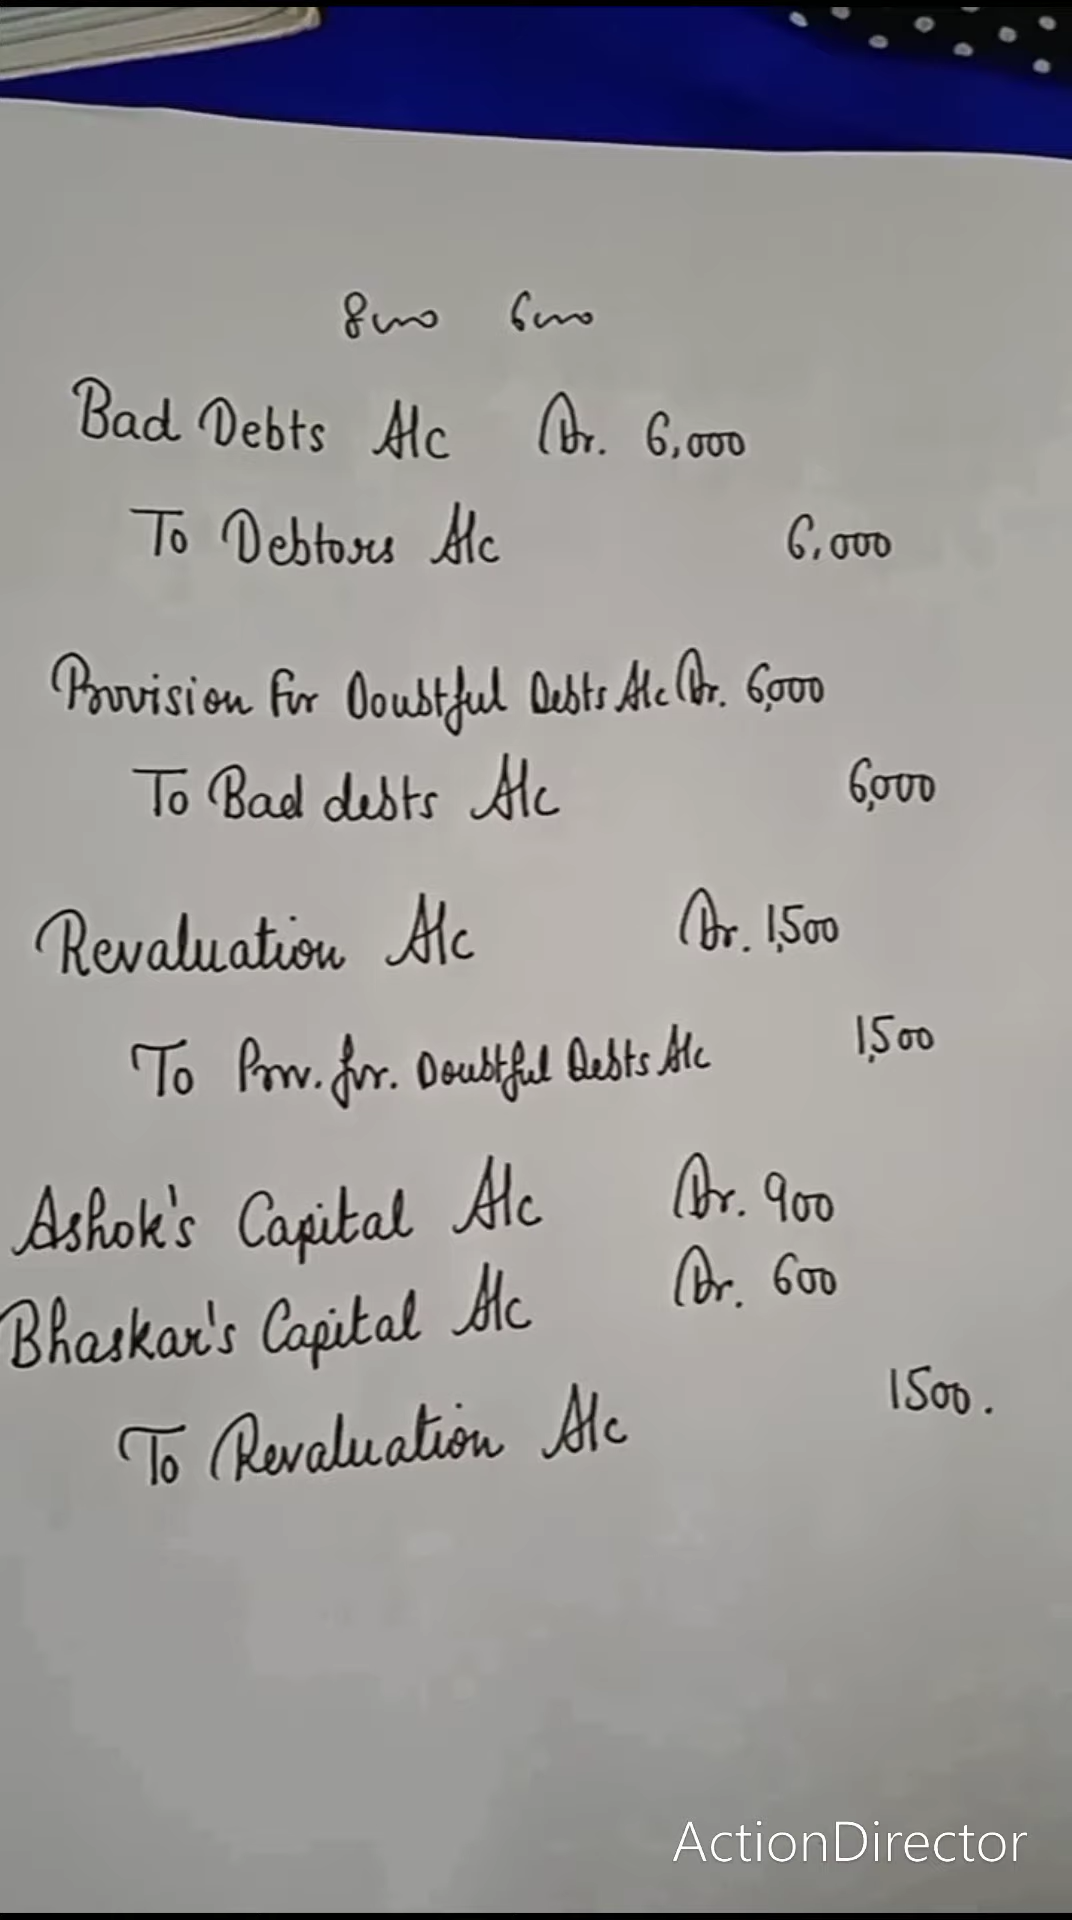 8000 6000
Bad Debts A/c Dr. 6,000
To Debtors A/c 6,000
Provision for Doubtful Debts A/c Dr. 6,000
To Bad debts A/c 6,000
Revaluation A/c Dr. 1,500
To Prov. for. Doubtful Debts A/c 1,500
Ashok's Capital A/c Dr. 900
Bhaskar's Capital A/c Dr. 600
To Revaluation A/c 1500.
ActionDirector